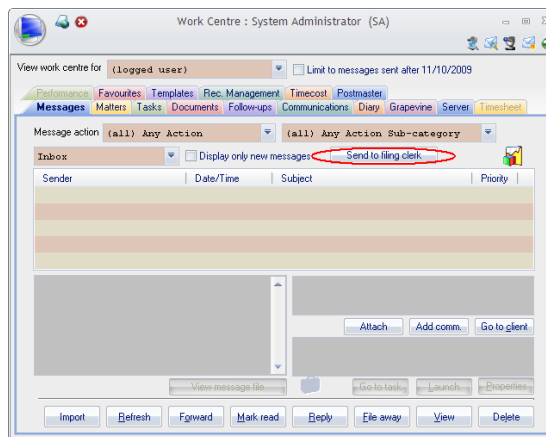 Work Centre : System Administrator (SA)
View work centre for (logged user) Limit to messages sent after 11/10/2009
Performance Favourites Templates Rec. Management Timecost Postmaster
Messages Matters Tasks Documents Follow-ups Communications Diary Grapevine Server Timesheet
Message action (all) Any Action (all) Any Action Sub-category
Inbox Display only new messages Send to filing clerk
Sender Date/Time Subject Priority
Attach Add comm. Go to client
View message file Go to task Launch Properties
Import Refresh Forward Mark read Reply File away View Delete